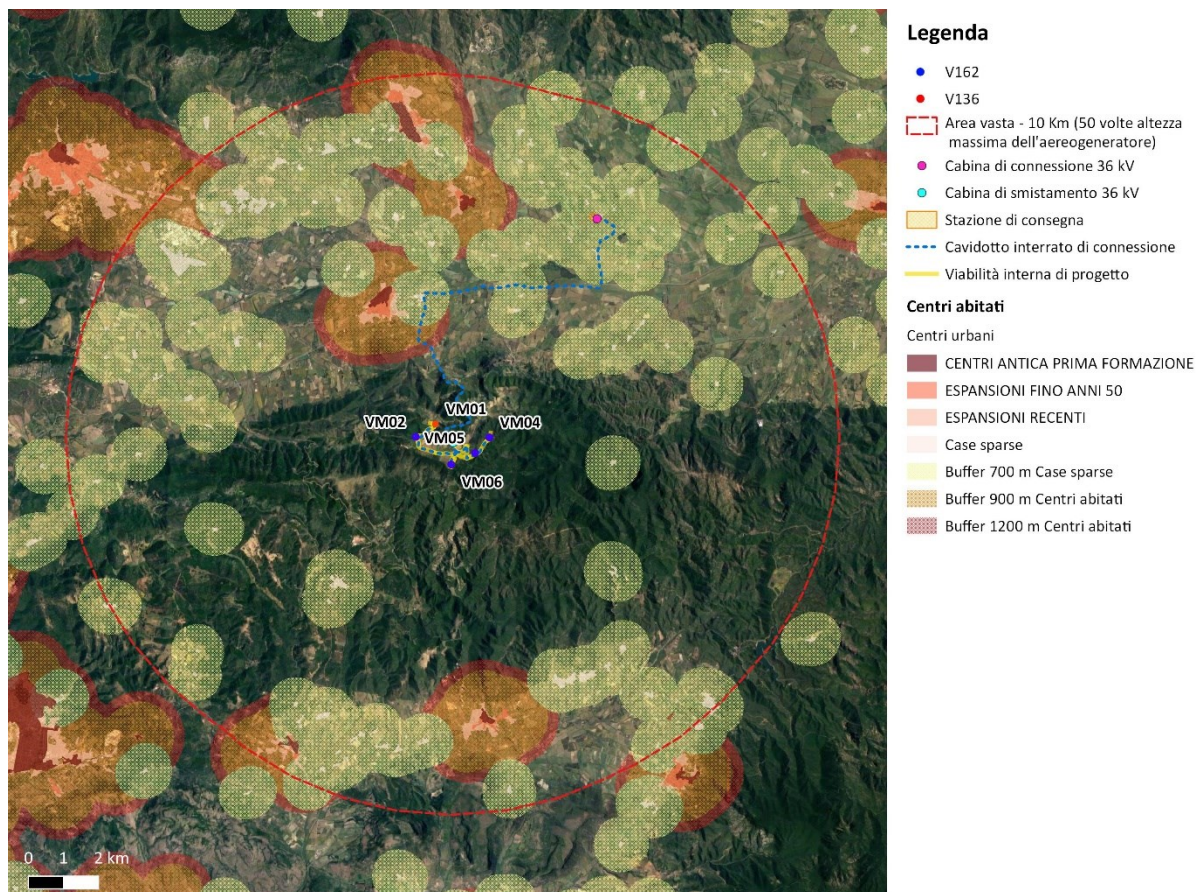 VM01
VM02
VM04
VM05
VM06
0 1 2 km
Legenda
V162
V136
Area vasta - 10 Km (50 volte altezza
massima dell'aereogeneratore)
Cabina di connessione 36 kV
Cabina di smistamento 36 kV
Stazione di consegna
Cavidotto interrato di connessione
Viabilità interna di progetto
Centri abitati
Centri urbani
CENTRI ANTICA PRIMA FORMAZIONE
ESPANSIONI FINO ANNI 50
ESPANSIONI RECENTI
Case sparse
Buffer 700 m Case sparse
Buffer 900 m Centri abitati
Buffer 1200 m Centri abitati